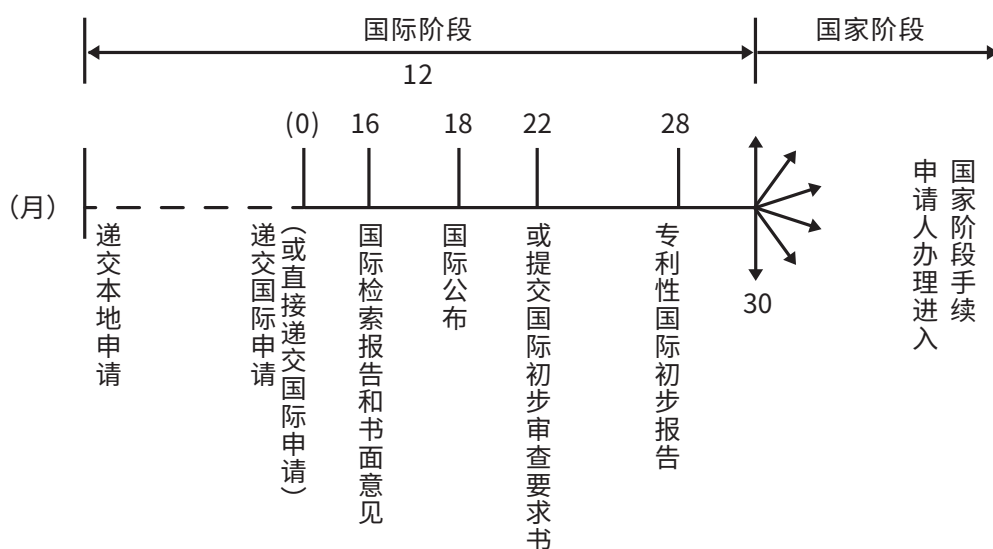 国际阶段
国家阶段
12
(0)
16
18
22
28
（月）
递交本地申请
递交国际申请
（或直接递交国际申请）
国际检索报告和书面意见
国际公布
或提交国际初步审查要求书
专利性国际初步报告
30
申请人办理进入
国家阶段手续